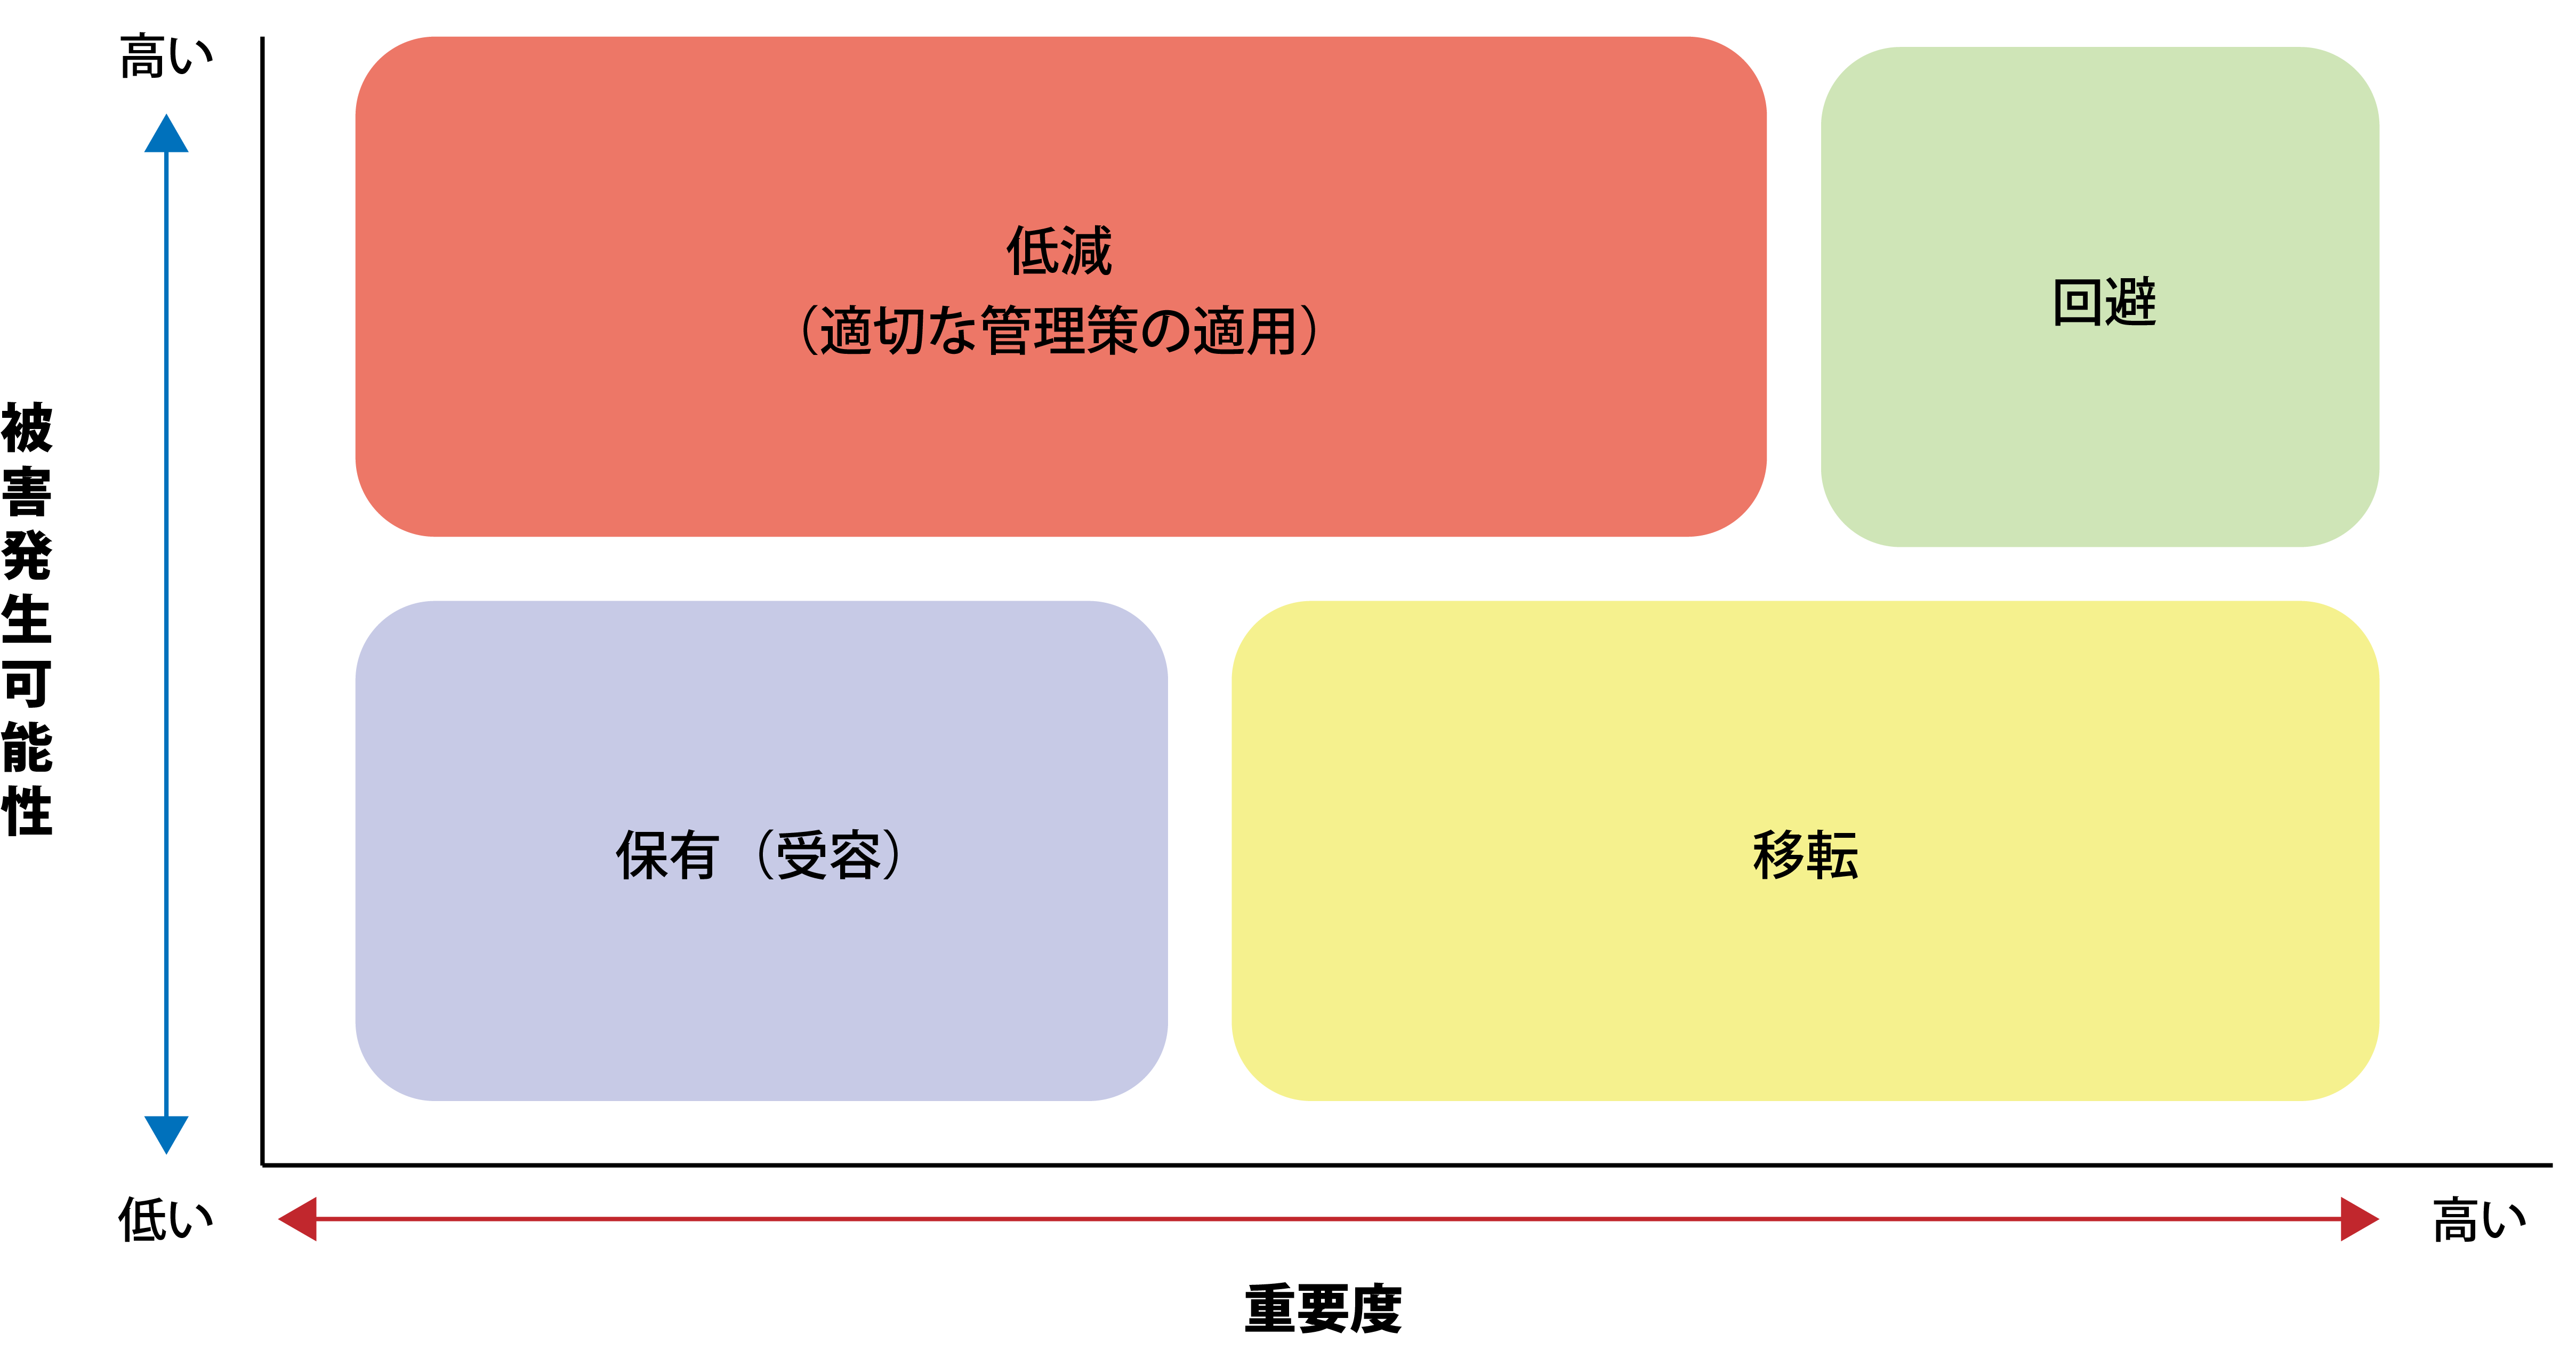 高い
低減
（適切な管理策の適用）
回避
被害発生可能性
保有（受容）
移転
低い
高い
重要度